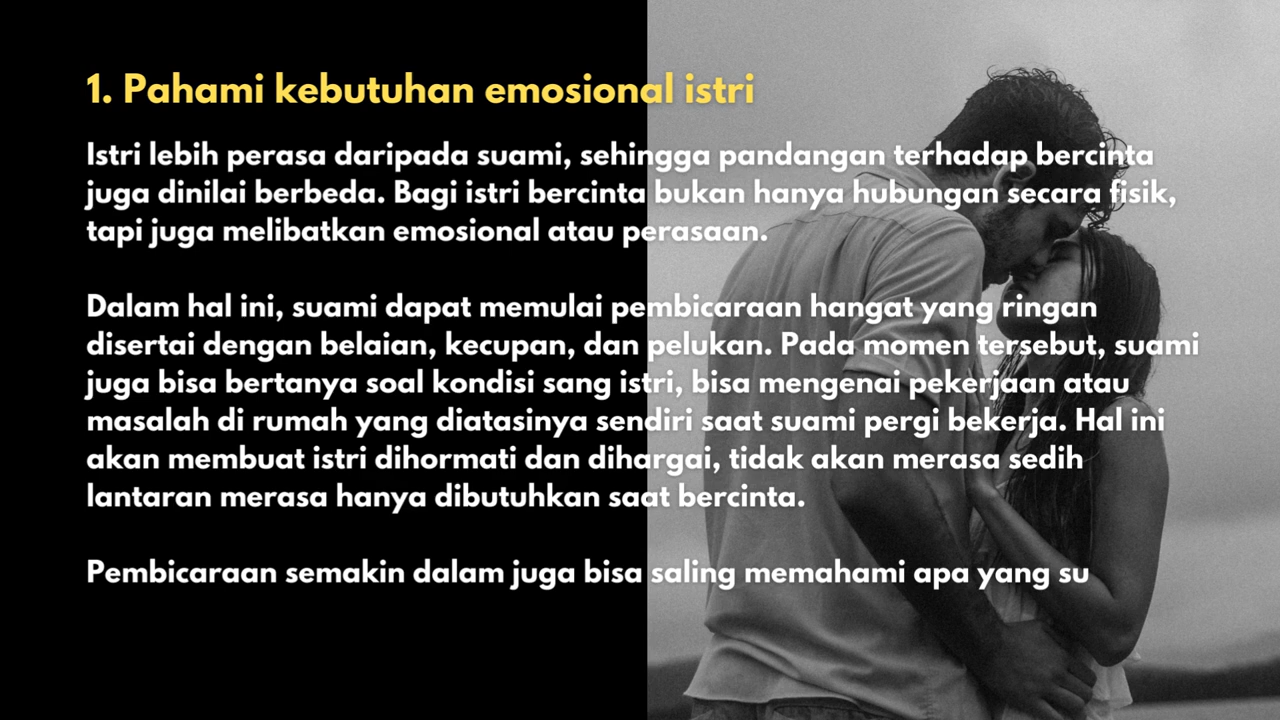 1. Pahami kebutuhan emosional istri
Istri lebih perasa daripada suami, sehingga pandangan terhadap bercinta
juga dinilai berbeda. Bagi istri bercinta bukan hanya hubungan secara fisik,
tapi juga melibatkan emosional atau perasaan.
Dalam hal ini, suami dapat memulai pembicaraan hangat yang ringan
disertai dengan belaian, kecupan, dan pelukan. Pada momen tersebut, suami
juga bisa bertanya soal kondisi sang istri, bisa mengenai pekerjaan atau
masalah di rumah yang diatasinya sendiri saat suami pergi bekerja. Hal ini
akan membuat istri dihormati dan dihargai, tidak akan merasa sedih
lantaran merasa hanya dibutuhkan saat bercinta.
Pembicaraan semakin dalam juga bisa saling memahami apa yang su